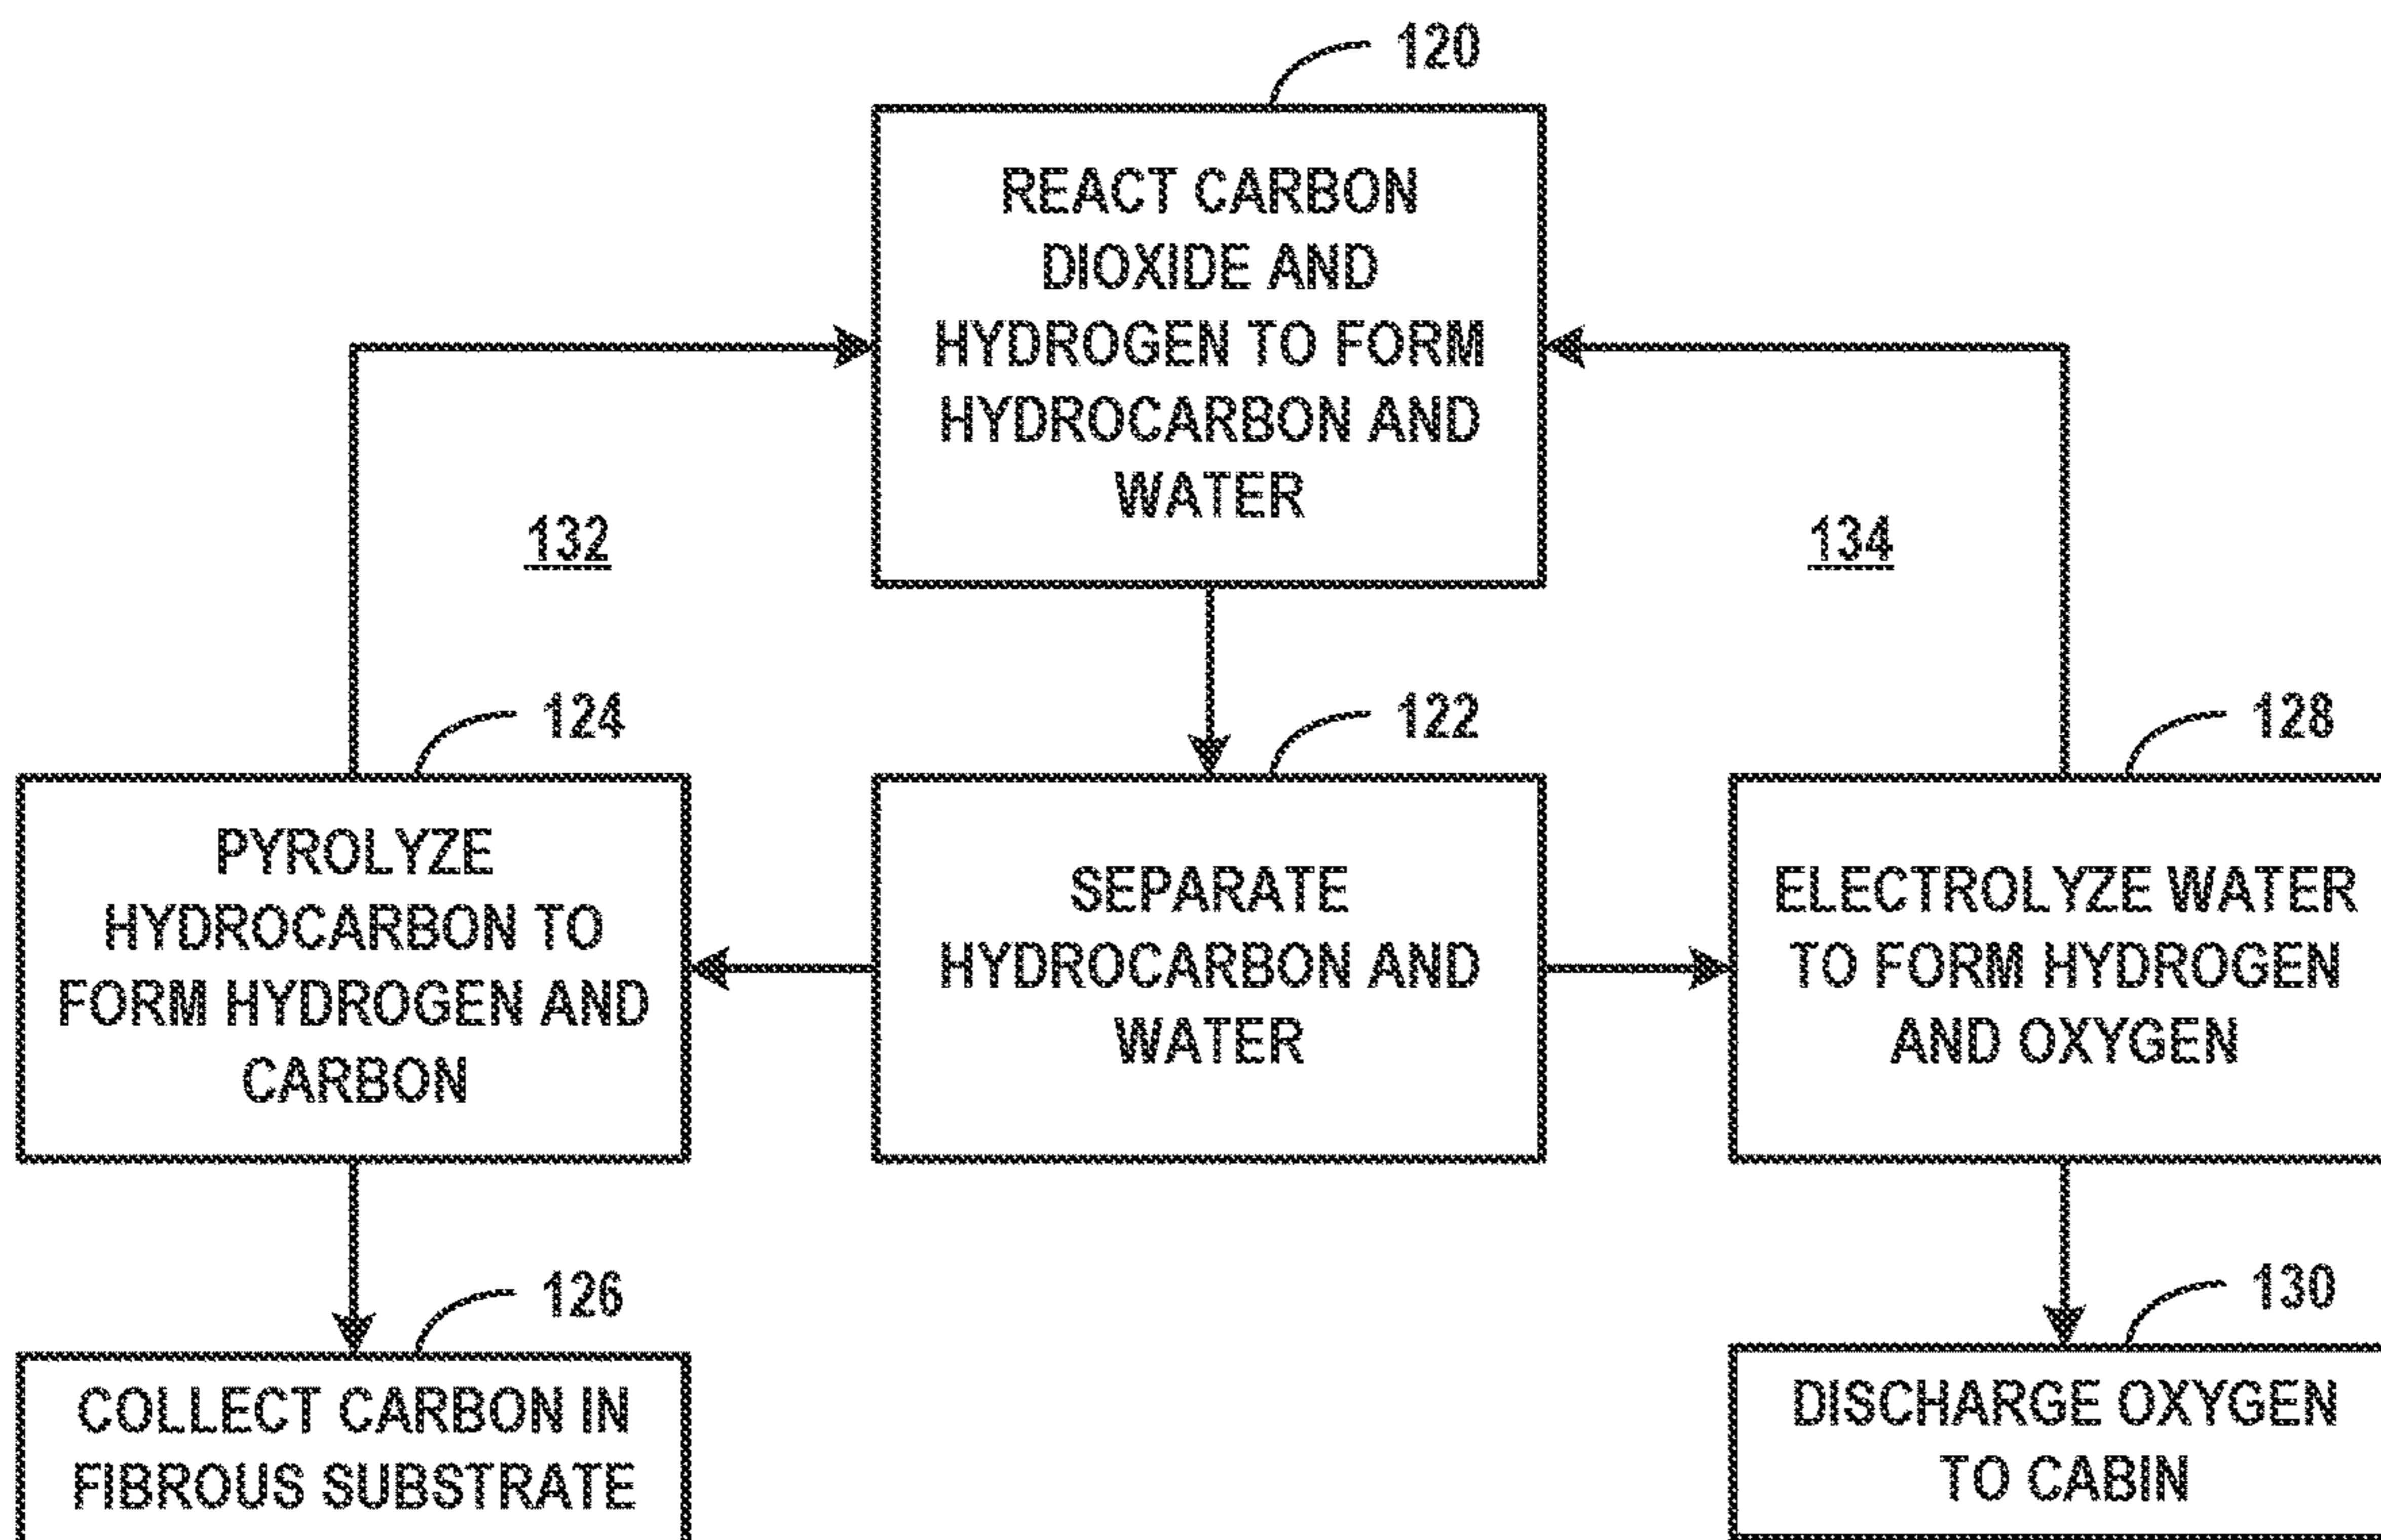 120
REACT CARBON
DIOXIDE AND
HYDROGEN TO FORM
HYDROCARBON AND
WATER
132
134
124
122
128
PYROLYZE
HYDROCARBON TO
FORM HYDROGEN AND
CARBON
SEPARATE
HYDROCARBON AND
WATER
ELECTROLYZE WATER
TO FORM HYDROGEN
AND OXYGEN
126
130
COLLECT CARBON IN
FIBROUS SUBSTRATE
DISCHARGE OXYGEN
TO CABIN